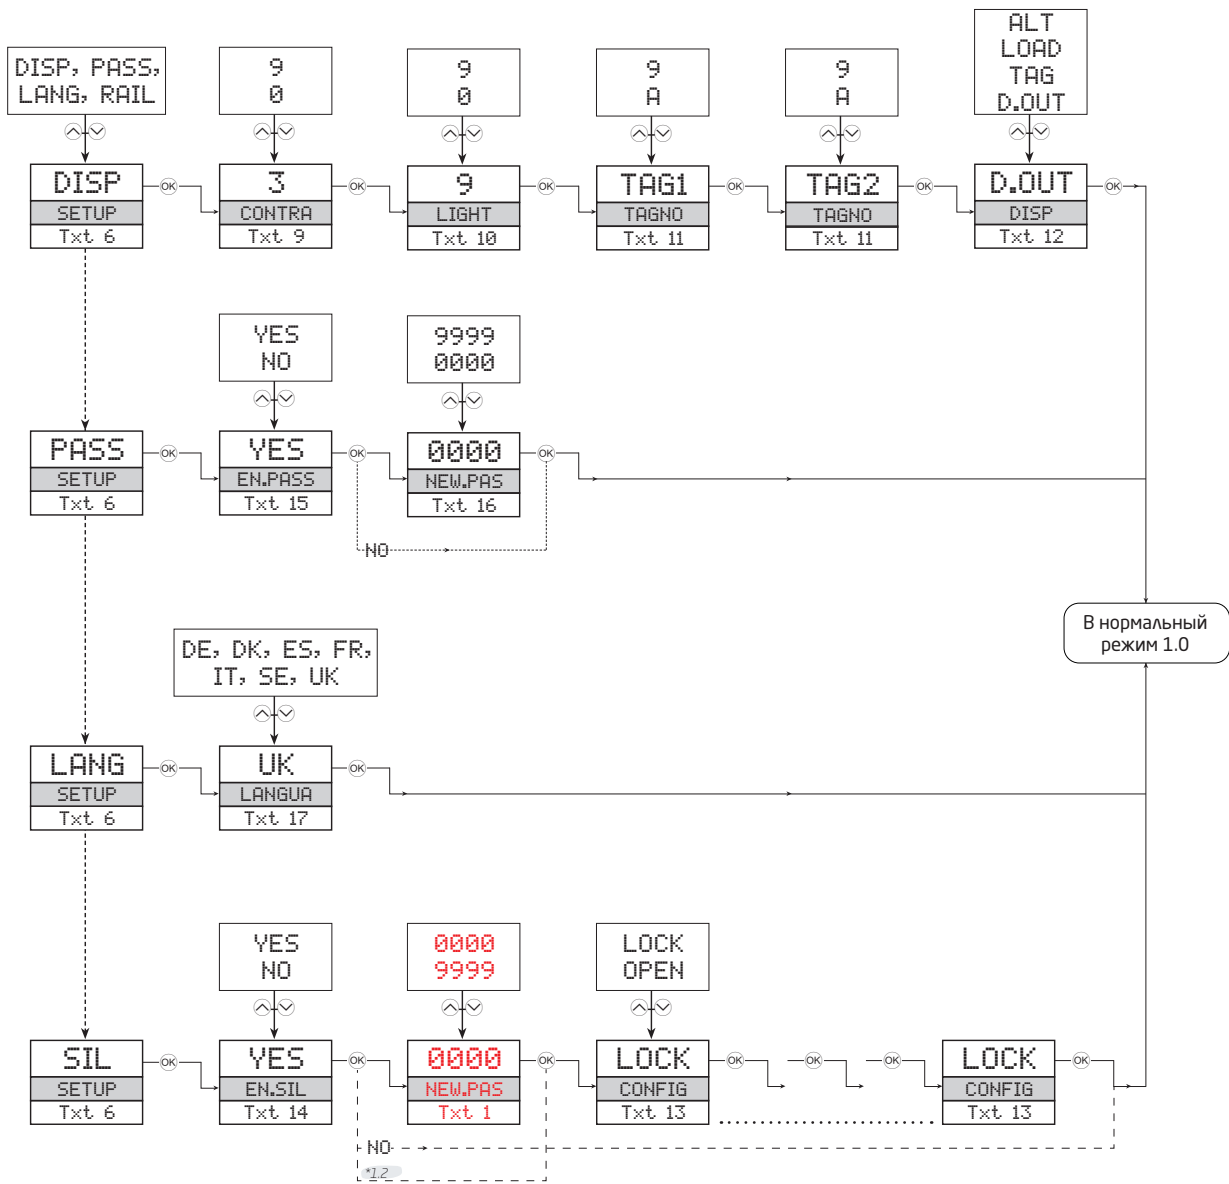 DISP, PASS,
LANG, RAIL
9
0
9
0
9
A
9
A
ALT
LOAD
TAG
D.OUT
DISP
SETUP
Txt 6
OK
3
CONTRA
Txt 9
OK
9
LIGHT
Txt 10
OK
TAG1
TAGNO
Txt 11
OK
TAG2
TAGNO
Txt 11
OK
D.OUT
DISP
Txt 12
OK
YES
NO
9999
0000
PASS
SETUP
Txt 6
OK
YES
EN.PASS
Txt 15
OK
0000
NEW.PAS
Txt 16
OK
NO
В нормальный
режим 1.0
DE, DK, ES, FR,
IT, SE, UK
LANG
SETUP
Txt 6
OK
UK
LANGUA
Txt 17
OK
YES
NO
0000
9999
LOCK
OPEN
SIL
SETUP
Txt 6
OK
YES
EN.SIL
Txt 14
OK
0000
NEW.PAS
Txt 1
OK
LOCK
CONFIG
Txt 13
OK
OK
OK
LOCK
CONFIG
Txt 13
OK
NO
*1.2